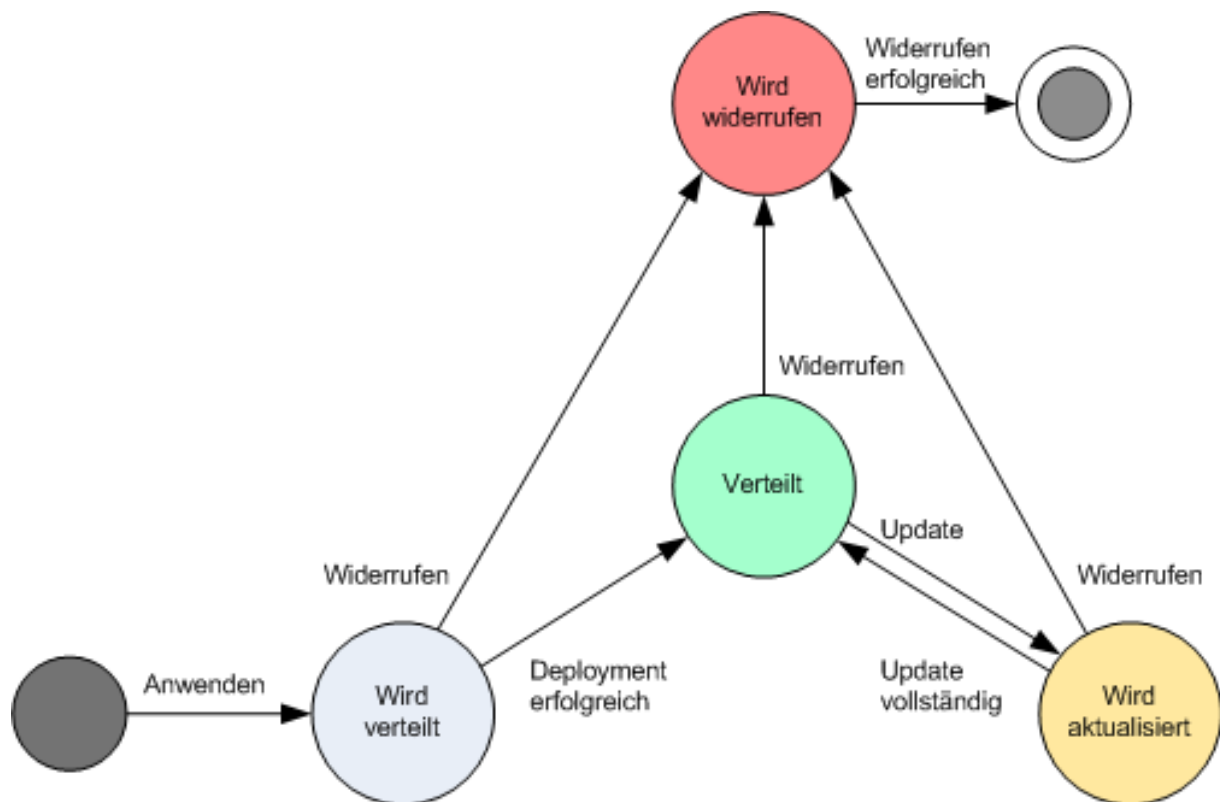 Wird
widerrufen
Widerrufen
erfolgreich
Widerrufen
Verteilt
Update
Widerrufen
Widerrufen
Anwenden
Wird
verteilt
Deployment
erfolgreich
Update
vollständig
Wird
aktualisiert